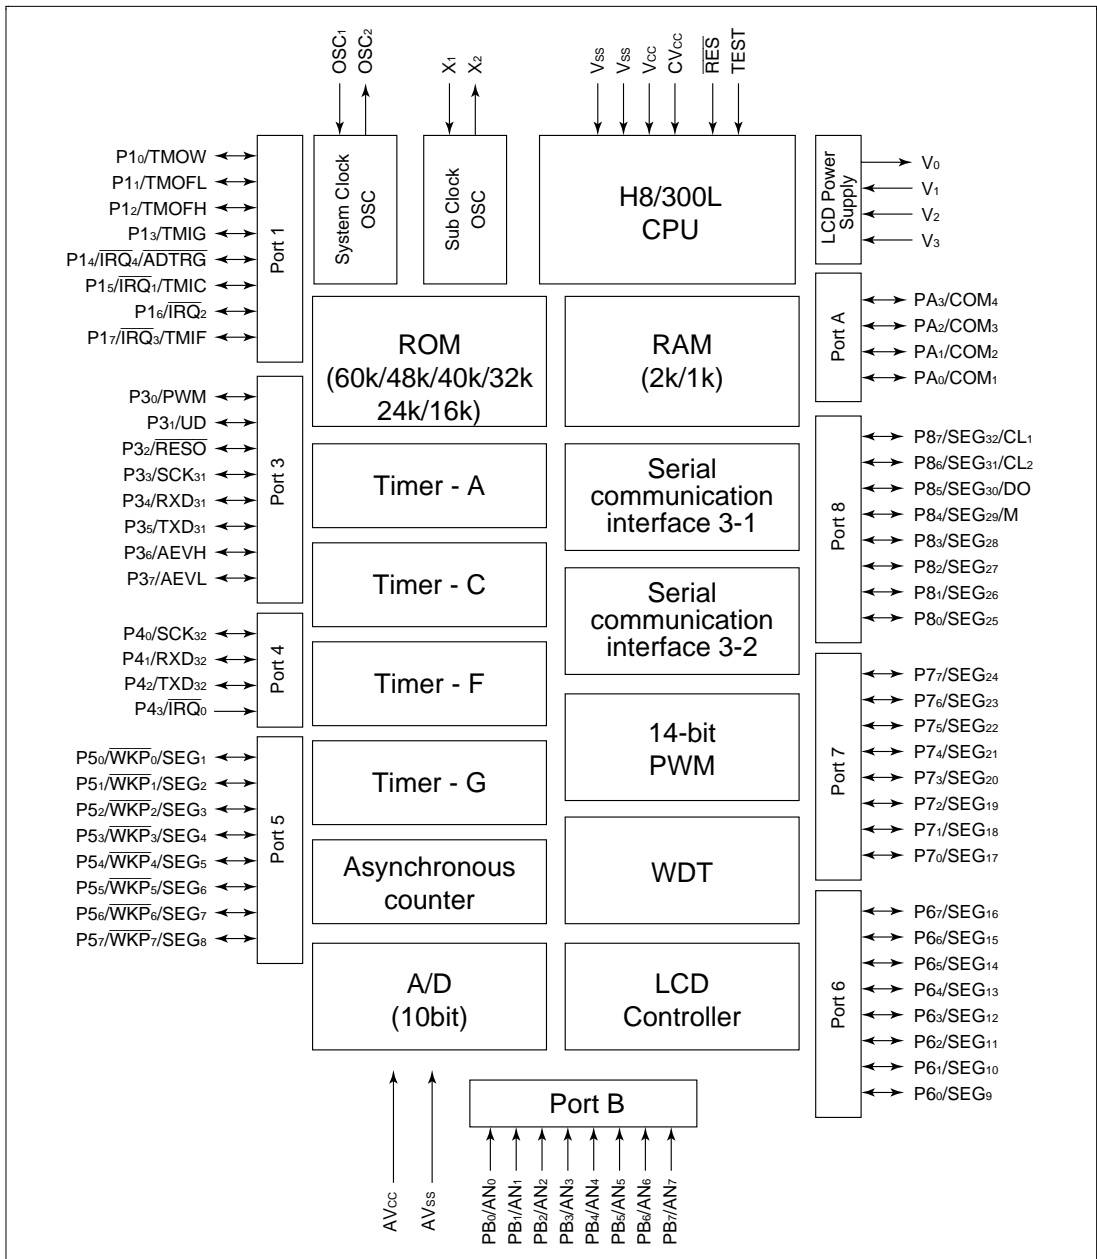 OSC1
OSC2
X1
X2
VSS
VSS
VCC
CVCC
RES
TEST
P10/TMOW
P11/TMOFL
P12/TMOFH
P13/TMIG
P14/IRQ4/ADTRG
P15/IRQ1/TMIC
P16/IRQ2
P17/IRQ3/TMIF
Port 1
System Clock
OSC
Sub Clock
OSC
H8/300L
CPU
LCD Power
Supply
V0
V1
V2
V3
Port A
PA3/COM4
PA2/COM3
PA1/COM2
PA0/COM1
ROM
(60k/48k/40k/32k
24k/16k)
RAM
(2k/1k)
P30/PWM
P31/UD
P32/RESO
P33/SCK31
P34/RXD31
P35/TXD31
P36/AEVH
P37/AEVL
Port 3
Timer - A
Serial
communication
interface 3-1
Port 8
P87/SEG32/CL1
P86/SEG31/CL2
P85/SEG30/DO
P84/SEG29/M
P83/SEG28
P82/SEG27
P81/SEG26
P80/SEG25
Timer - C
Serial
communication
interface 3-2
P40/SCK32
P41/RXD32
P42/TXD32
P43/IRQ0
Port 4
Timer - F
14-bit
PWM
Port 7
P77/SEG24
P76/SEG23
P75/SEG22
P74/SEG21
P73/SEG20
P72/SEG19
P71/SEG18
P70/SEG17
P50/WKP0/SEG1
P51/WKP1/SEG2
P52/WKP2/SEG3
P53/WKP3/SEG4
P54/WKP4/SEG5
P55/WKP5/SEG6
P56/WKP6/SEG7
P57/WKP7/SEG8
Port 5
Timer - G
Asynchronous
counter
WDT
A/D
(10bit)
LCD
Controller
Port 6
P67/SEG16
P66/SEG15
P65/SEG14
P64/SEG13
P63/SEG12
P62/SEG11
P61/SEG10
P60/SEG9
Port B
AVCC
AVSS
PB0/AN0
PB1/AN1
PB2/AN2
PB3/AN3
PB4/AN4
PB5/AN5
PB6/AN6
PB7/AN7